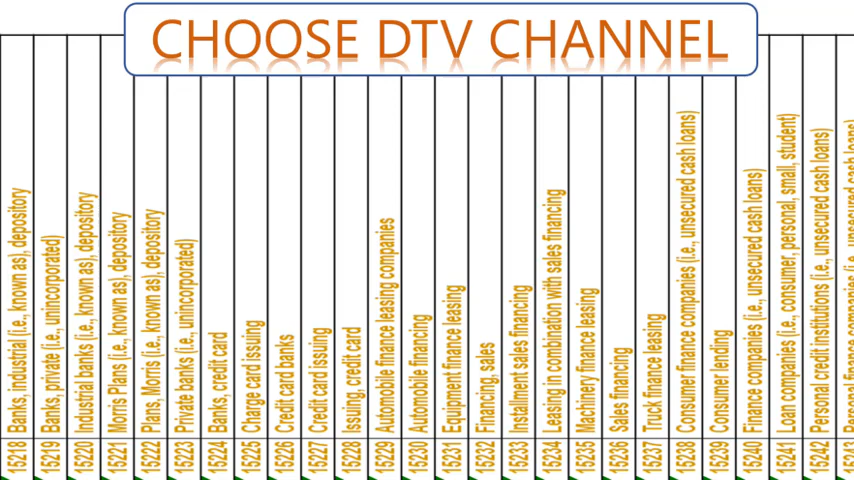 CHOOSE DTV CHANNEL
15218 Banks, industrial (i.e., known as), depository
15219 Banks, private (i.e., unincorporated)
15220 Industrial banks (i.e., known as), depository
15221 Morris Plans (i.e., known as), depository
15222 Plans, Morris (i.e., known as), depository
15223 Private banks (i.e., unincorporated)
15224 Banks, credit card
15225 Charge card issuing
15226 Credit card banks
15227 Credit card issuing
15228 Issuing, credit card
15229 Automobile finance leasing companies
15230 Automobile financing
15231 Equipment finance leasing
15232 Financing, sales
15233 Installment sales financing
15234 Leasing in combination with sales financing
15235 Machinery finance leasing
15236 Sales financing
15237 Truck finance leasing
15238 Consumer finance companies (i.e., unsecured cash loans)
15239 Consumer lending
15240 Finance companies (i.e., unsecured cash loans)
15241 Loan companies (i.e., consumer, personal, small, student)
15242 Personal credit institutions (i.e., unsecured cash loans)